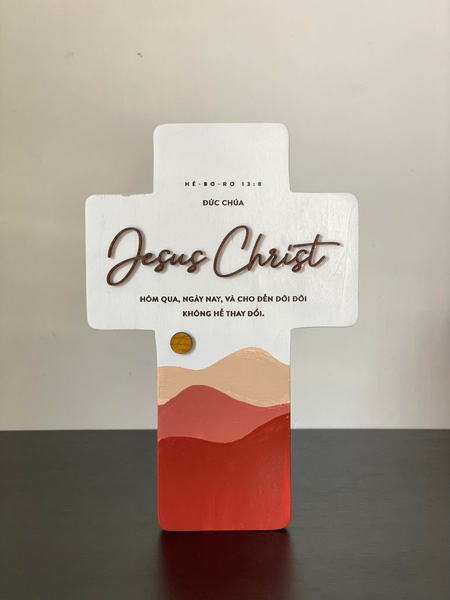 HÊ-BƠ-RƠ 13:8
ĐỨC CHÚA
Jesus Christ
HÔM QUA, NGÀY NAY, VÀ CHO ĐẾN ĐỜI ĐỜI
KHÔNG HỀ THAY ĐỔI.